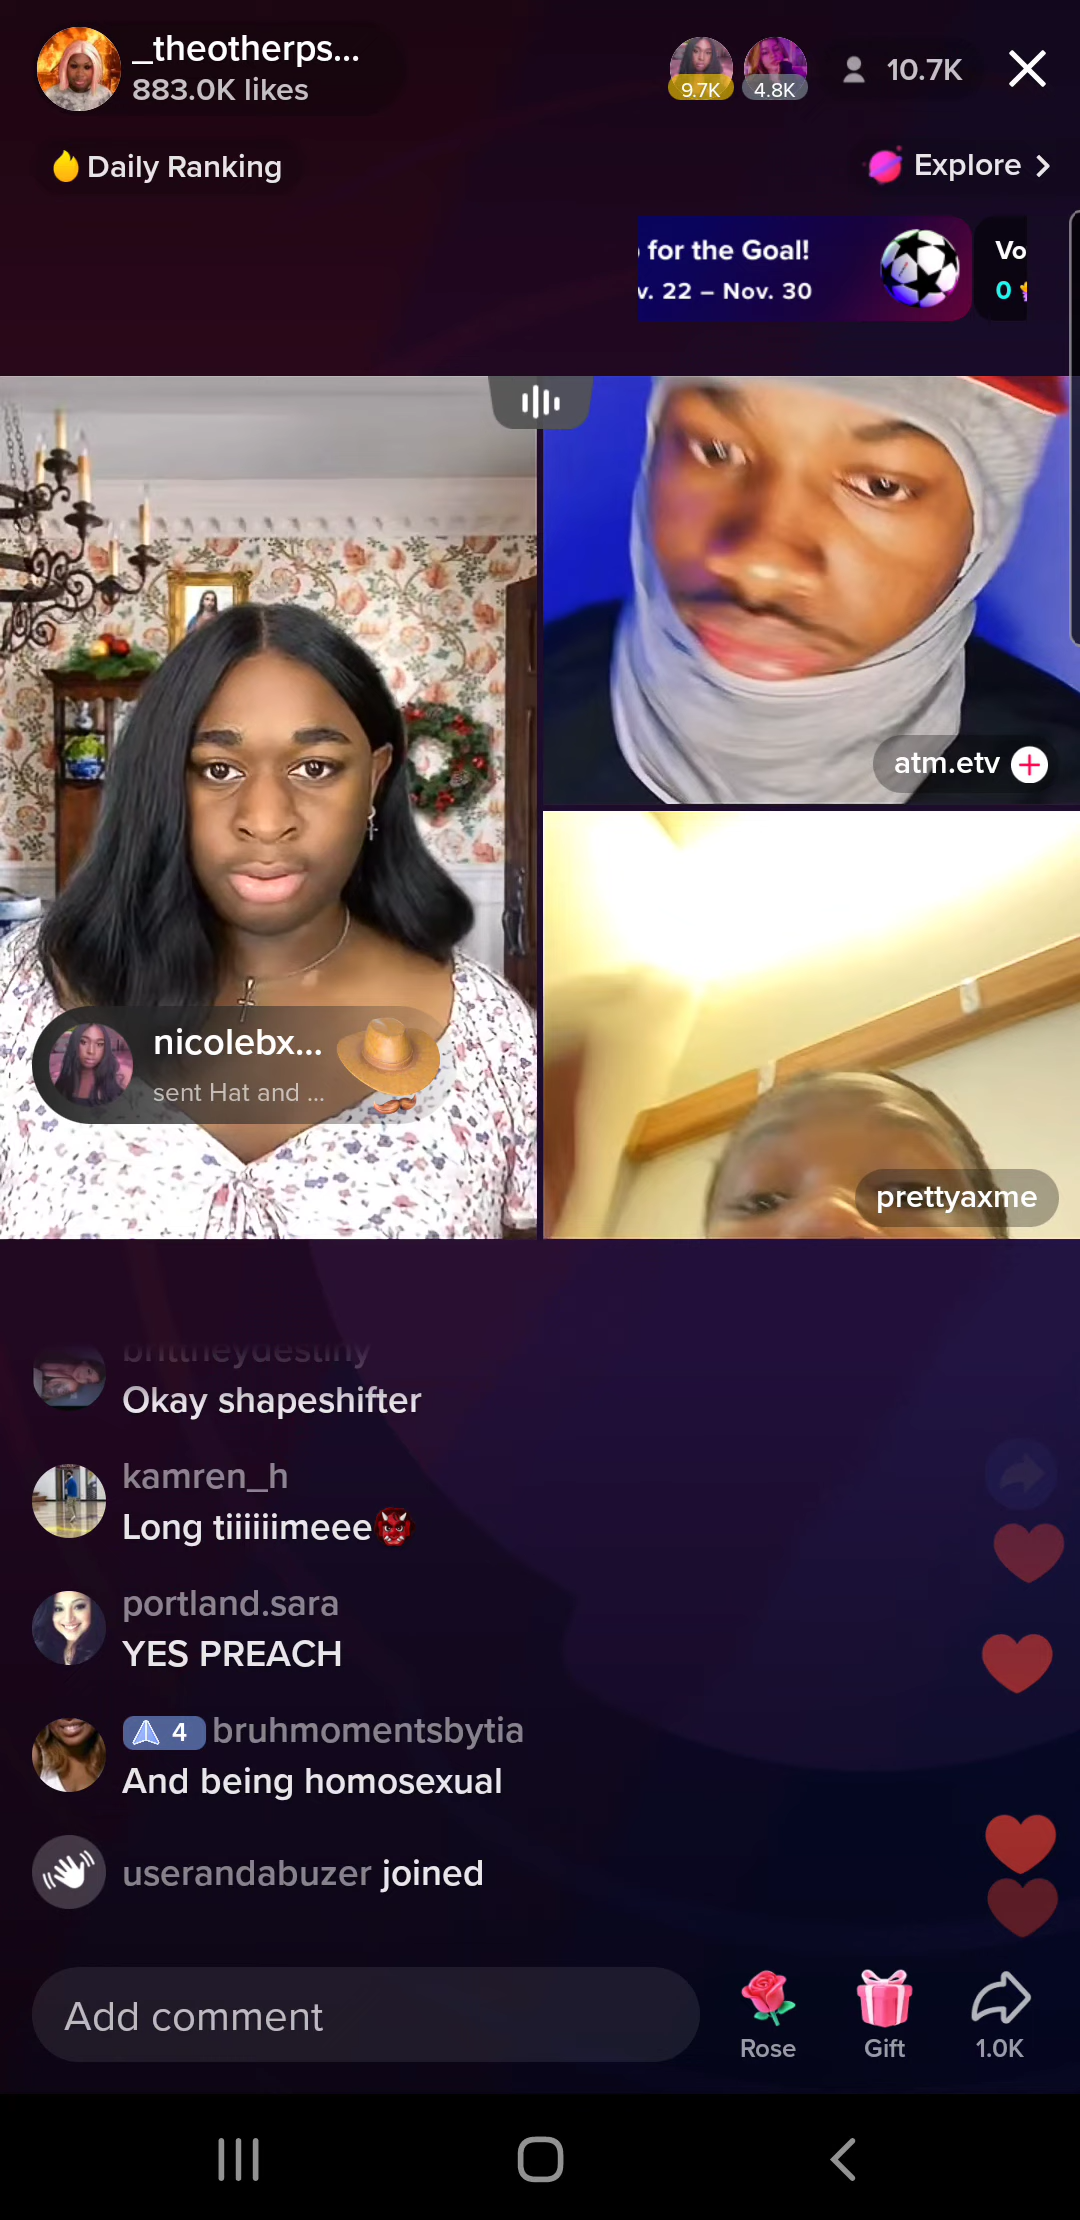 _theotherps...
883.0K likes
9.7K
4.8K
10.7K
Daily Ranking
Explore
for the Goal!
v. 22 – Nov. 30
Vo
0
atm.etv
nicolebx...
sent Hat and ...
prettyaxme
brittneydestiny
Okay shapeshifter
kamren_h
Long tiiiiiimeee👹
portland.sara
YES PREACH
4 bruhmomentsbytia
And being homosexual
userandabuzer joined
Add comment
Rose
Gift
1.0K